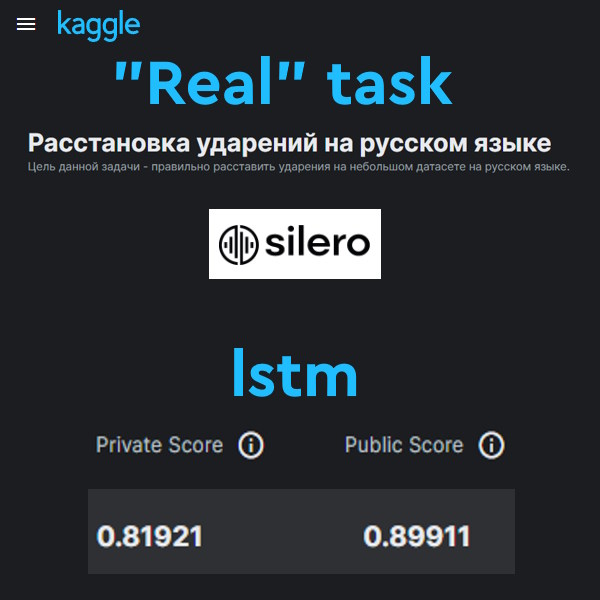 kaggle
"Real" task
Расстановка ударений на русском языке
Цель данной задачи - правильно расставить ударения на небольшом датасете на русском языке.
silero
lstm
Private Score Public Score
0.81921 0.89911